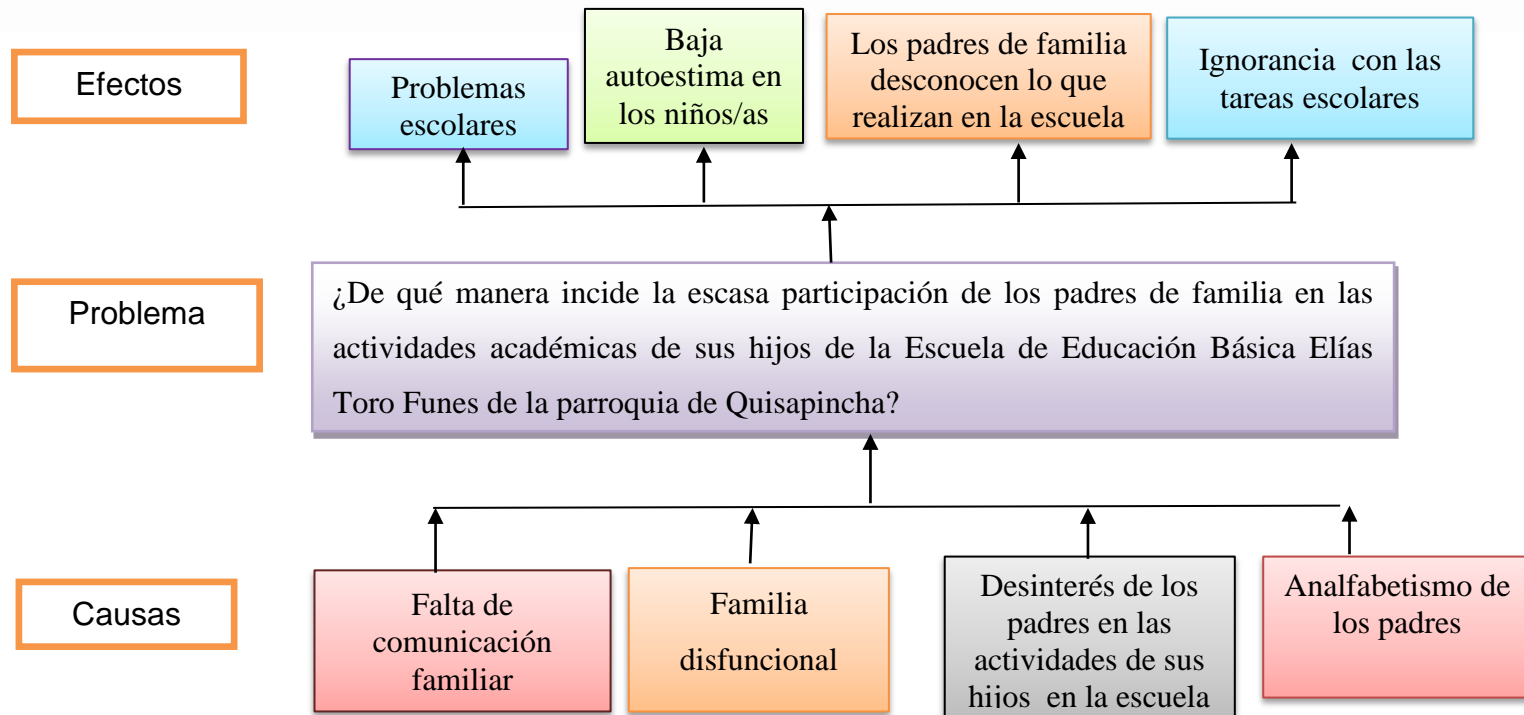 Efectos
Problemas
escolares
Baja
autoestima en
los niños/as
Los padres de familia
desconocen lo que
realizan en la escuela
Ignorancia con las
tareas escolares
Problema
¿De qué manera incide la escasa participación de los padres de familia en las
actividades académicas de sus hijos de la Escuela de Educación Básica Elías
Toro Funes de la parroquia de Quisapincha?
Causas
Falta de
comunicación
familiar
Familia
disfuncional
Desinterés de los
padres en las
actividades de sus
hijos en la escuela
Analfabetismo de
los padres